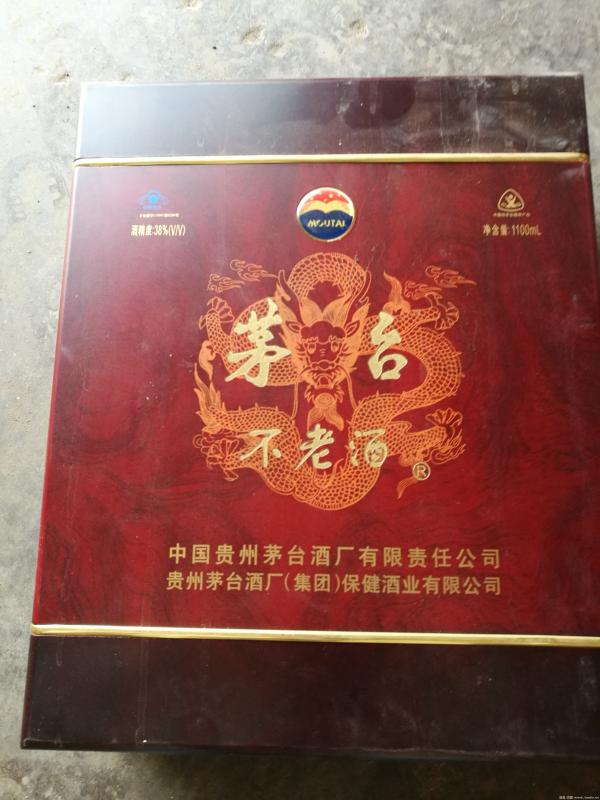 MOUTAI
酒精度:38%(V/V)
净含量:1100mL
茅台
不老酒®
中国贵州茅台酒厂有限责任公司
贵州茅台酒厂(集团)保健酒业有限公司